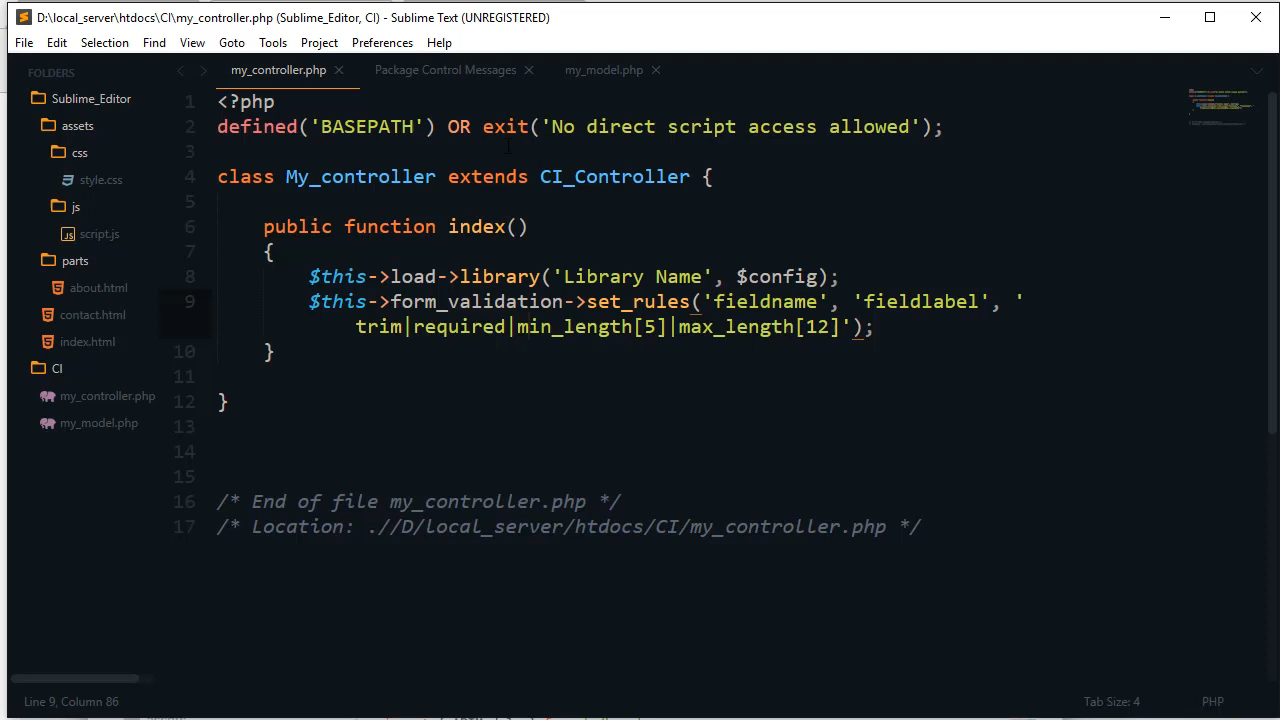 D:\local_server\htdocs\CI\my_controller.php (Sublime_Editor, CI) - Sublime Text (UNREGISTERED)
File Edit Selection Find View Goto Tools Project Preferences Help
FOLDERS
Sublime_Editor
assets
css
style.css
js
script.js
parts
about.html
contact.html
index.html
CI
my_controller.php
my_model.php
my_controller.php Package Control Messages my_model.php
1 <?php
2 defined('BASEPATH') OR exit('No direct script access allowed');
3
4 class My_controller extends CI_Controller {
5
6 public function index()
7 {
8 $this->load->library('Library Name', $config);
9 $this->form_validation->set_rules('fieldname', 'fieldlabel', '
trim|required|min_length[5]|max_length[12]');
10 }
11
12 }
13
14
15
16 /* End of file my_controller.php */
17 /* Location: .//D/local_server/htdocs/CI/my_controller.php */
Line 9, Column 86 Tab Size: 4 PHP